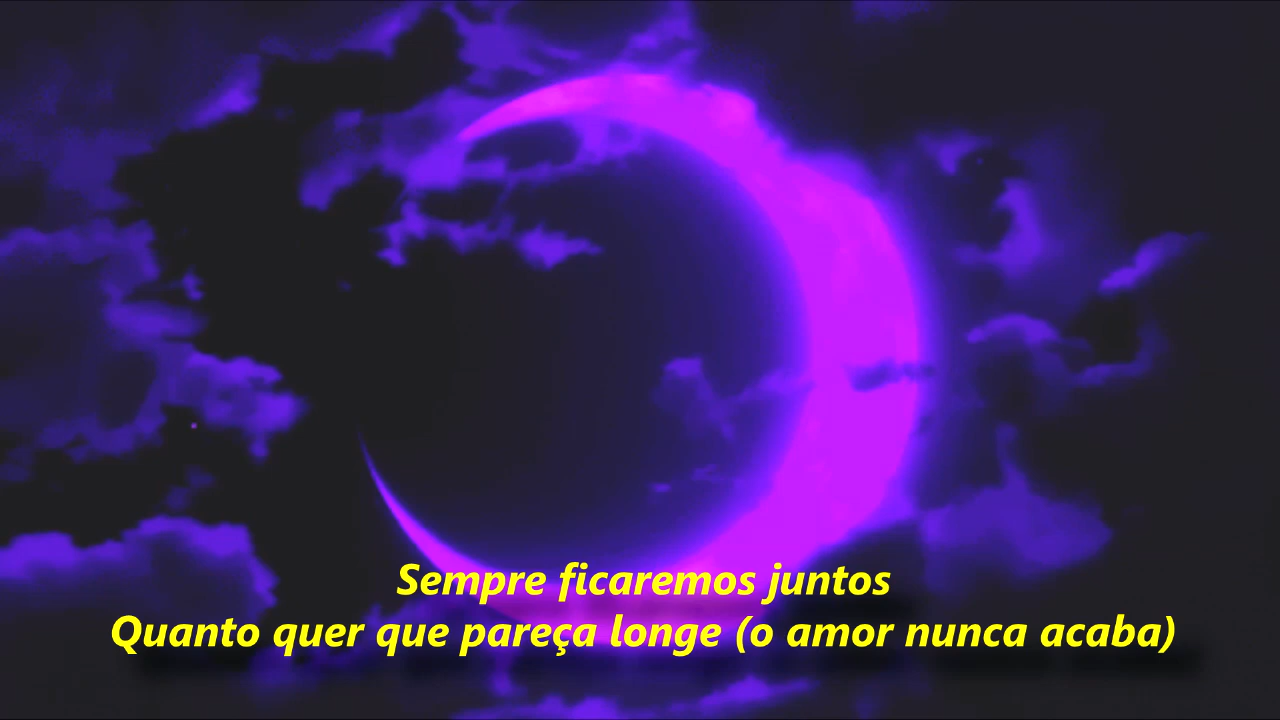 Sempre ficaremos juntos
Quanto quer que pareça longe (o amor nunca acaba)